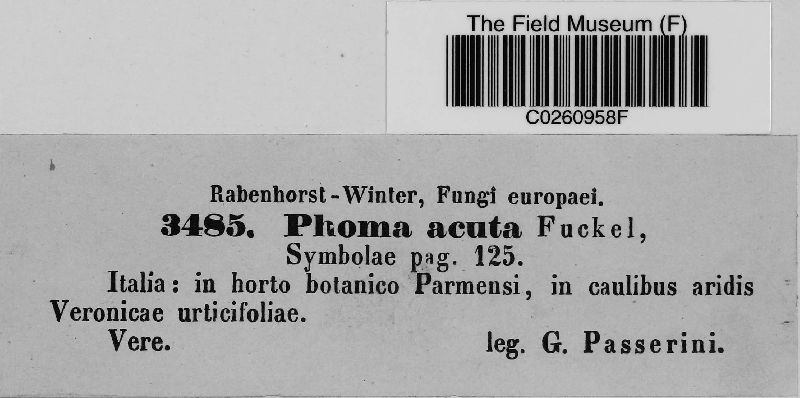 The Field Museum (F)
C0260958F
Rabenhorst-Winter, Fungi europaei.
3485. Phoma acuta Fuckel,
Symbolae pag. 125.
Italia: in horto botanico Parmensi, in caulibus aridis
Veronicae urticifoliae.
Vere. leg. G. Passerini.